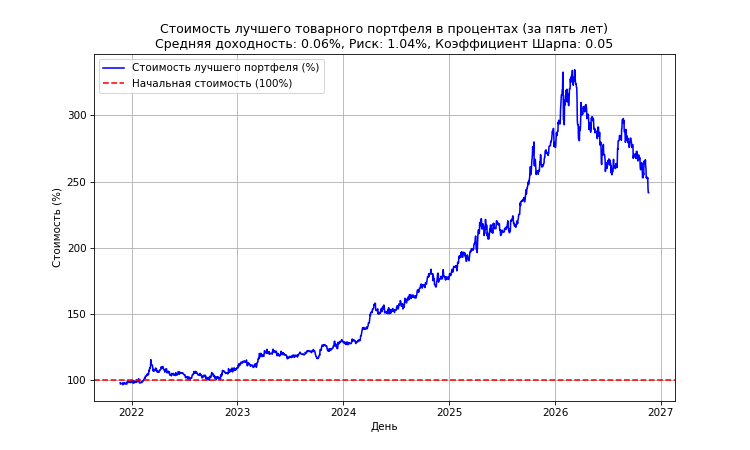 Стоимость лучшего товарного портфеля в процентах (за пять лет)
Средняя доходность: 0.06%, Риск: 1.04%, Коэффициент Шарпа: 0.05
Стоимость лучшего портфеля (%)
Начальная стоимость (100%)
Стоимость (%)
300
250
200
150
100
2022
2023
2024
2025
2026
2027
День